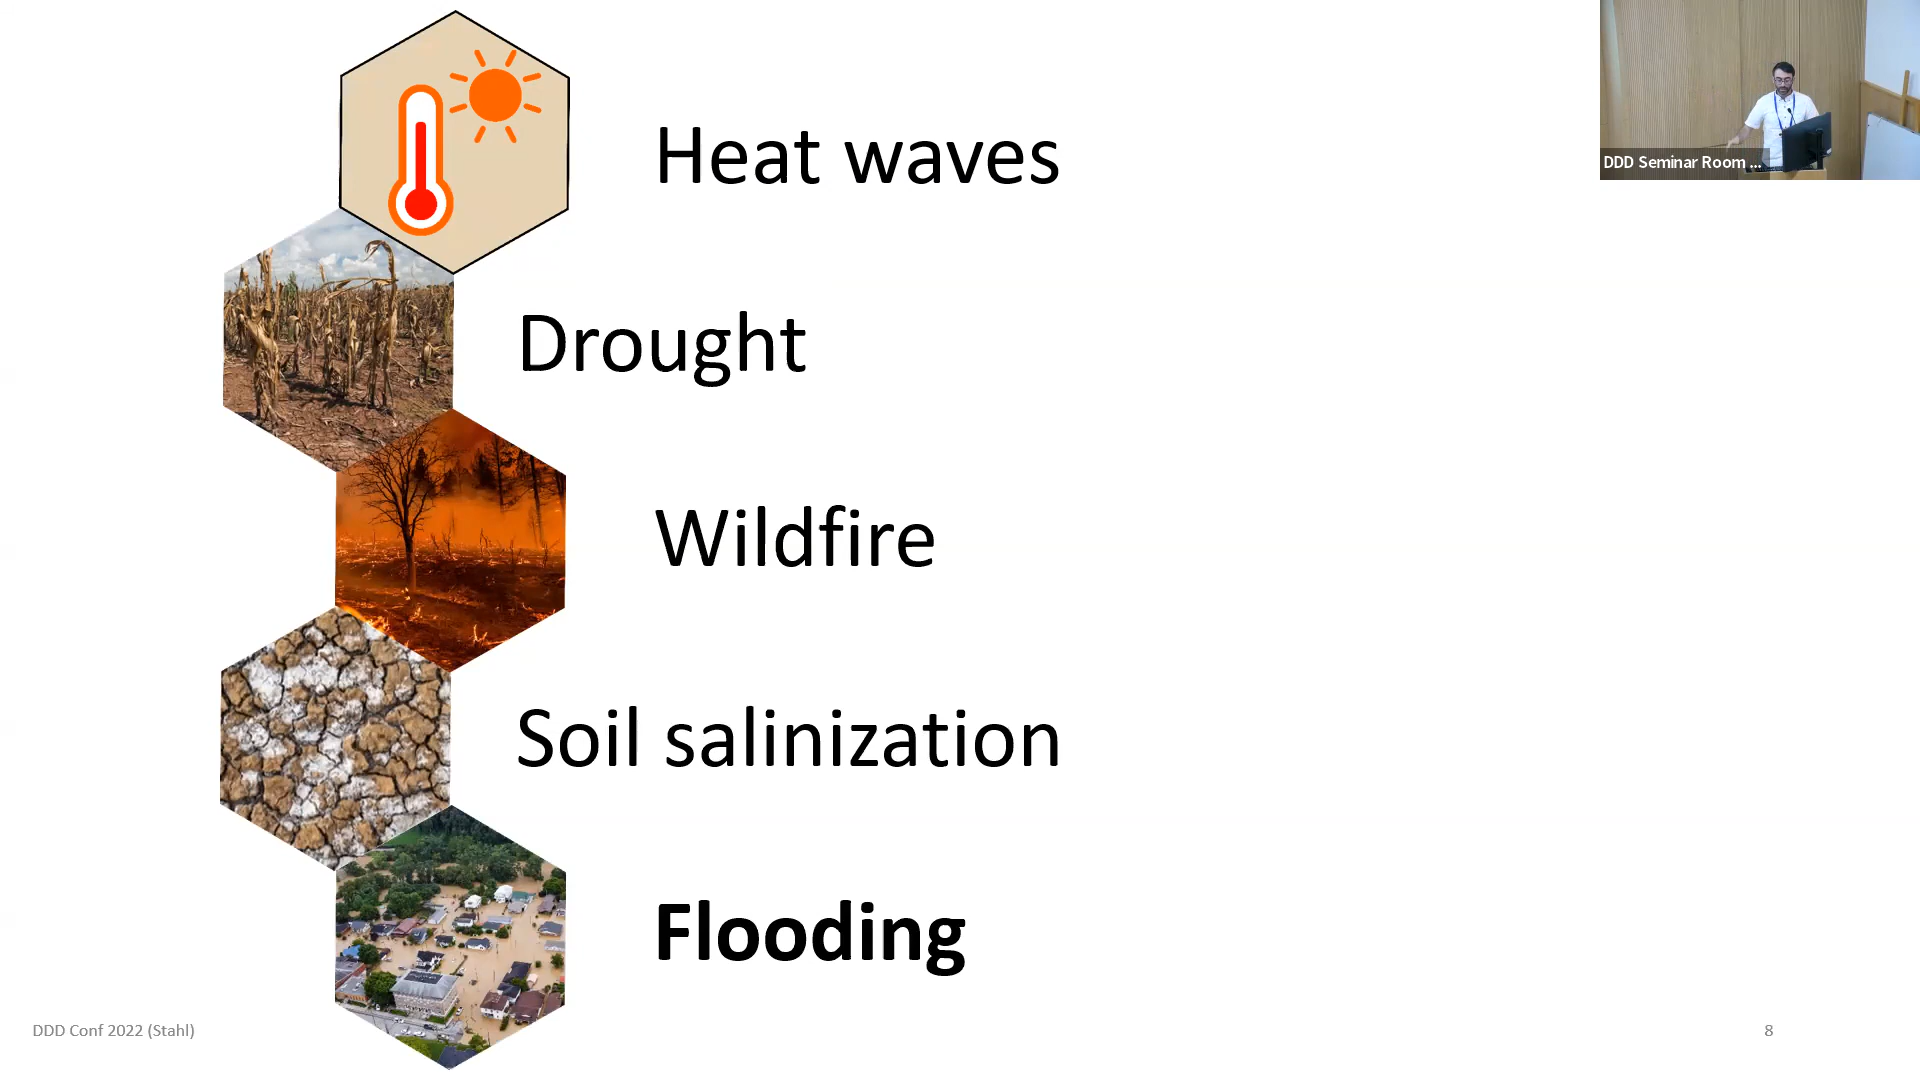 DDD Seminar Room ...
Heat waves
Drought
Wildfire
Soil salinization
Flooding
DDD Conf 2022 (Stahl)
8